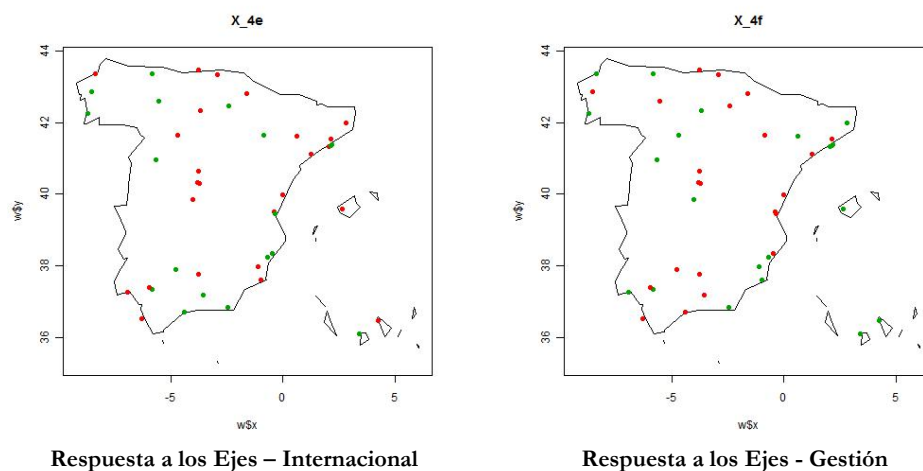 X_4e
44
42
40
38
36
w$y
-5
0
5
w$x
Respuesta a los Ejes – Internacional
X_4f
44
42
40
38
36
w$y
-5
0
5
w$x
Respuesta a los Ejes - Gestión